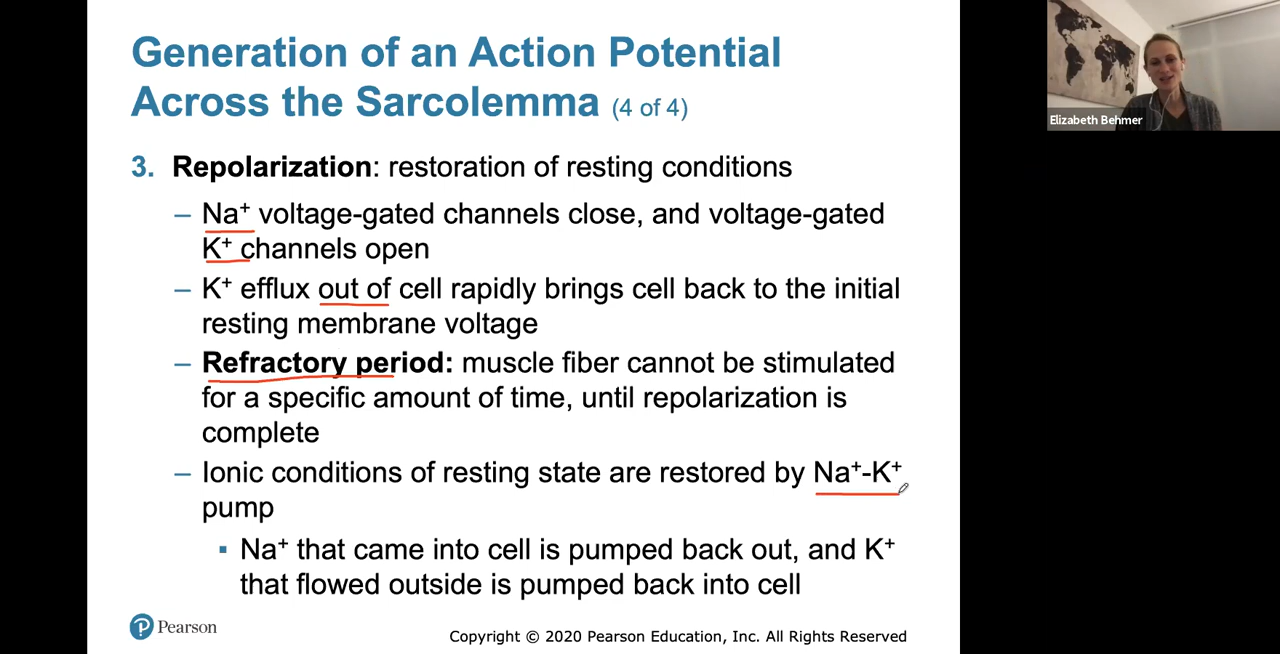 Generation of an Action Potential
Across the Sarcolemma (4 of 4)
3. Repolarization: restoration of resting conditions
– Na⁺ voltage-gated channels close, and voltage-gated
K⁺ channels open
– K⁺ efflux out of cell rapidly brings cell back to the initial
resting membrane voltage
– Refractory period: muscle fiber cannot be stimulated
for a specific amount of time, until repolarization is
complete
– Ionic conditions of resting state are restored by Na⁺-K⁺
pump
▪ Na⁺ that came into cell is pumped back out, and K⁺
that flowed outside is pumped back into cell
P Pearson
Copyright © 2020 Pearson Education, Inc. All Rights Reserved
Elizabeth Behmer